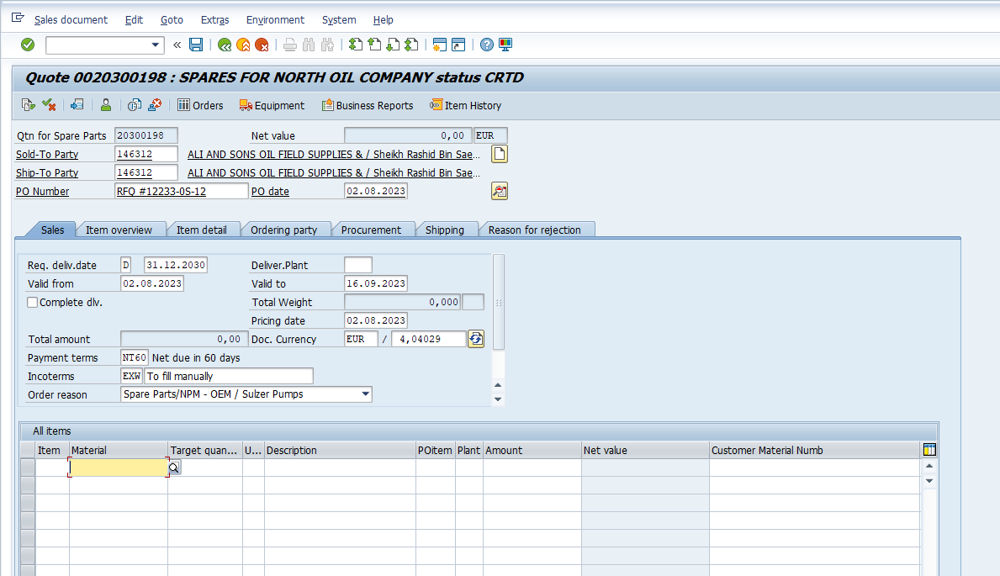 Sales document Edit Goto Extras Environment System Help
Quote 0020300198 : SPARES FOR NORTH OIL COMPANY status CRTD
Orders Equipment Business Reports Item History
Qtn for Spare Parts 20300198 Net value 0,00 EUR
Sold-To Party 146312 ALI AND SONS OIL FIELD SUPPLIES & / Sheikh Rashid Bin Sae...
Ship-To Party 146312 ALI AND SONS OIL FIELD SUPPLIES & / Sheikh Rashid Bin Sae...
PO Number RFQ #12233-0S-12 PO date 02.08.2023
Sales Item overview Item detail Ordering party Procurement Shipping Reason for rejection
Req. deliv.date D 31.12.2030 Deliver.Plant
Valid from 02.08.2023 Valid to 16.09.2023
Complete dlv. Total Weight 0,000
Pricing date 02.08.2023
Total amount 0,00 Doc. Currency EUR / 4,04029
Payment terms NT60 Net due in 60 days
Incoterms EXW To fill manually
Order reason Spare Parts/NPM - OEM / Sulzer Pumps
All items
Item Material Target quan... U... Description POitem Plant Amount Net value Customer Material Numb